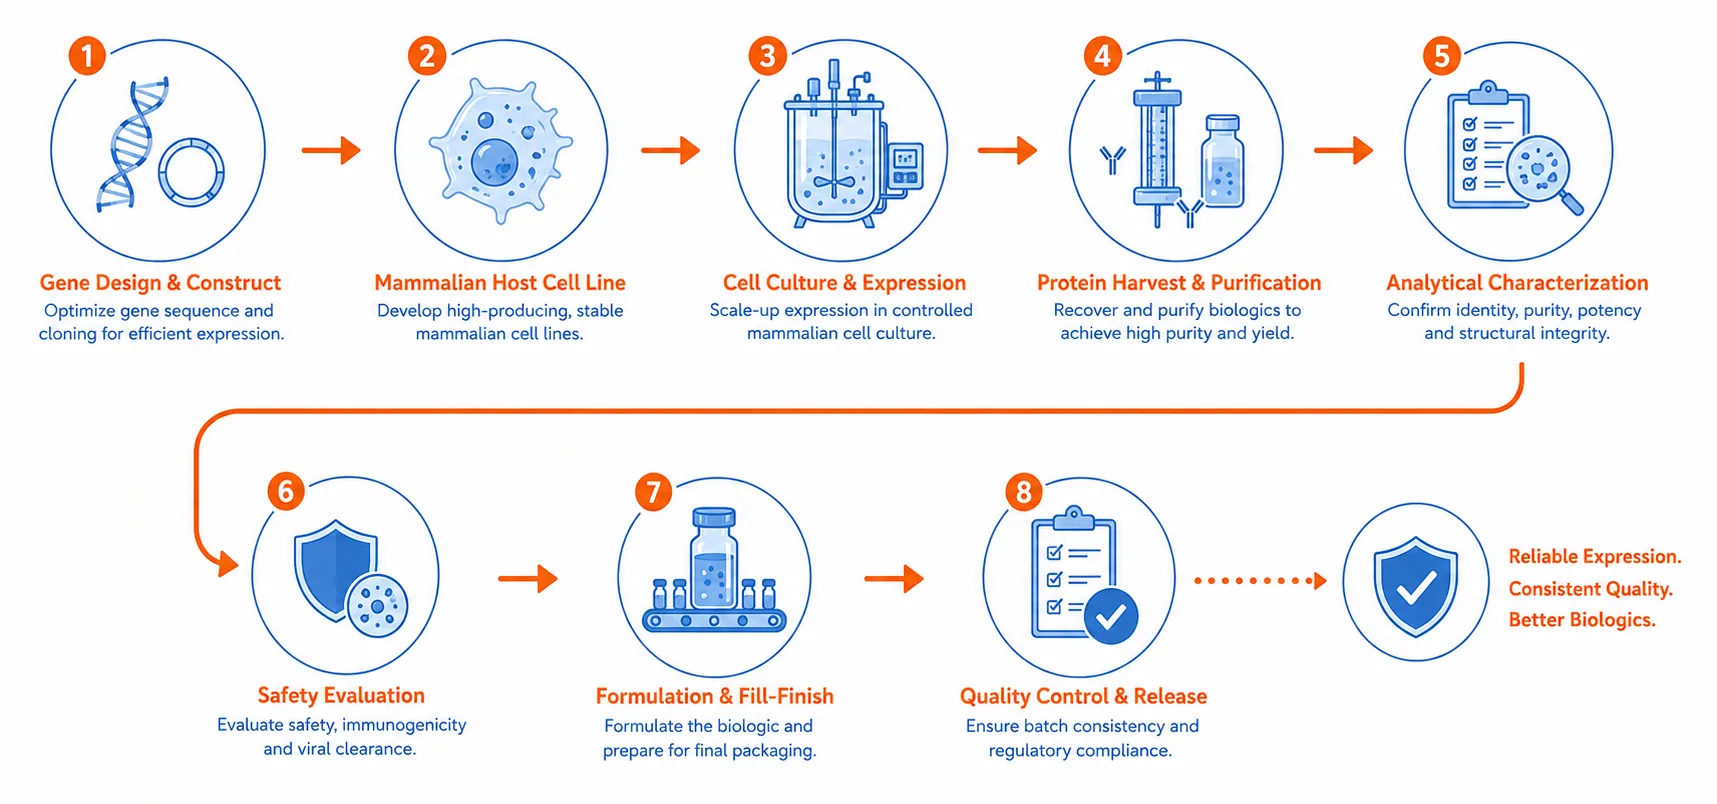 1
Gene Design & Construct
Optimize gene sequence and
cloning for efficient expression.
2
Mammalian Host Cell Line
Develop high-producing, stable
mammalian cell lines.
3
Cell Culture & Expression
Scale-up expression in controlled
mammalian cell culture.
4
Protein Harvest & Purification
Recover and purify biologics to
achieve high purity and yield.
5
Analytical Characterization
Confirm identity, purity, potency
and structural integrity.
6
Safety Evaluation
Evaluate safety, immunogenicity
and viral clearance.
7
Formulation & Fill-Finish
Formulate the biologic and
prepare for final packaging.
8
Quality Control & Release
Ensure batch consistency and
regulatory compliance.
Reliable Expression.
Consistent Quality.
Better Biologics.